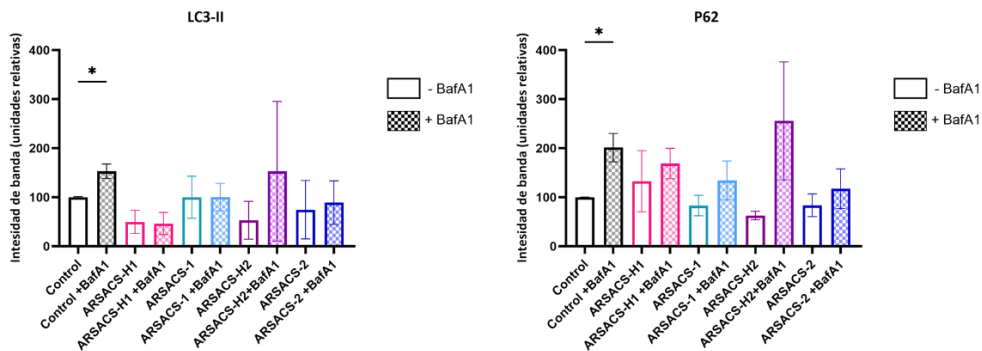 LC3-II
Intesidad de banda (unidades relativas)
400
300
200
100
0
*
Control
Control +BafA1
ARSACS-H1
ARSACS-H1 +BafA1
ARSACS-1
ARSACS-1 +BafA1
ARSACS-H2
ARSACS-H2+BafA1
ARSACS-2
ARSACS-2 +BafA1
- BafA1
+ BafA1
P62
Intesidad de banda (unidades relativas)
400
300
200
100
0
*
Control
Control +BafA1
ARSACS-H1
ARSACS-H1 +BafA1
ARSACS-1
ARSACS-1 +BafA1
ARSACS-H2
ARSACS-H2+BafA1
ARSACS-2
ARSACS-2 +BafA1
- BafA1
+ BafA1